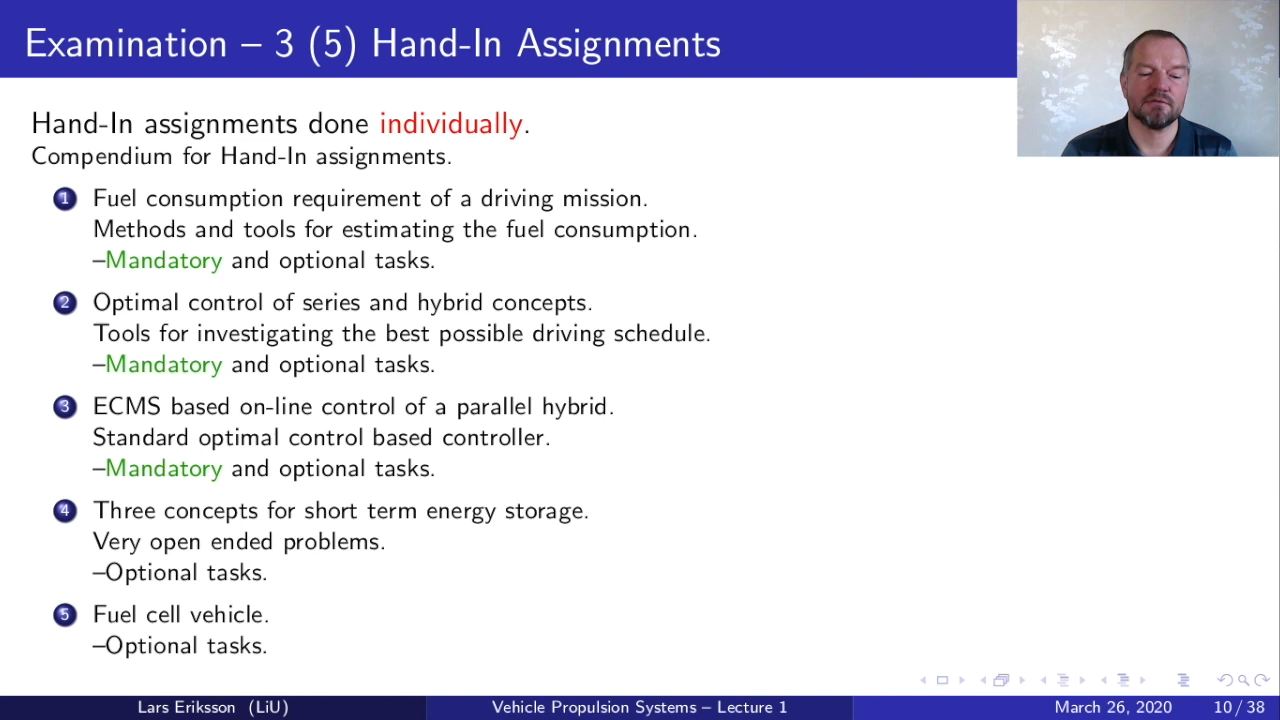 Examination – 3 (5) Hand-In Assignments
Hand-In assignments done individually.
Compendium for Hand-In assignments.
1 Fuel consumption requirement of a driving mission.
Methods and tools for estimating the fuel consumption.
–Mandatory and optional tasks.
2 Optimal control of series and hybrid concepts.
Tools for investigating the best possible driving schedule.
–Mandatory and optional tasks.
3 ECMS based on-line control of a parallel hybrid.
Standard optimal control based controller.
–Mandatory and optional tasks.
4 Three concepts for short term energy storage.
Very open ended problems.
–Optional tasks.
5 Fuel cell vehicle.
–Optional tasks.
Lars Eriksson (LiU) Vehicle Propulsion Systems – Lecture 1 March 26, 2020 10 / 38